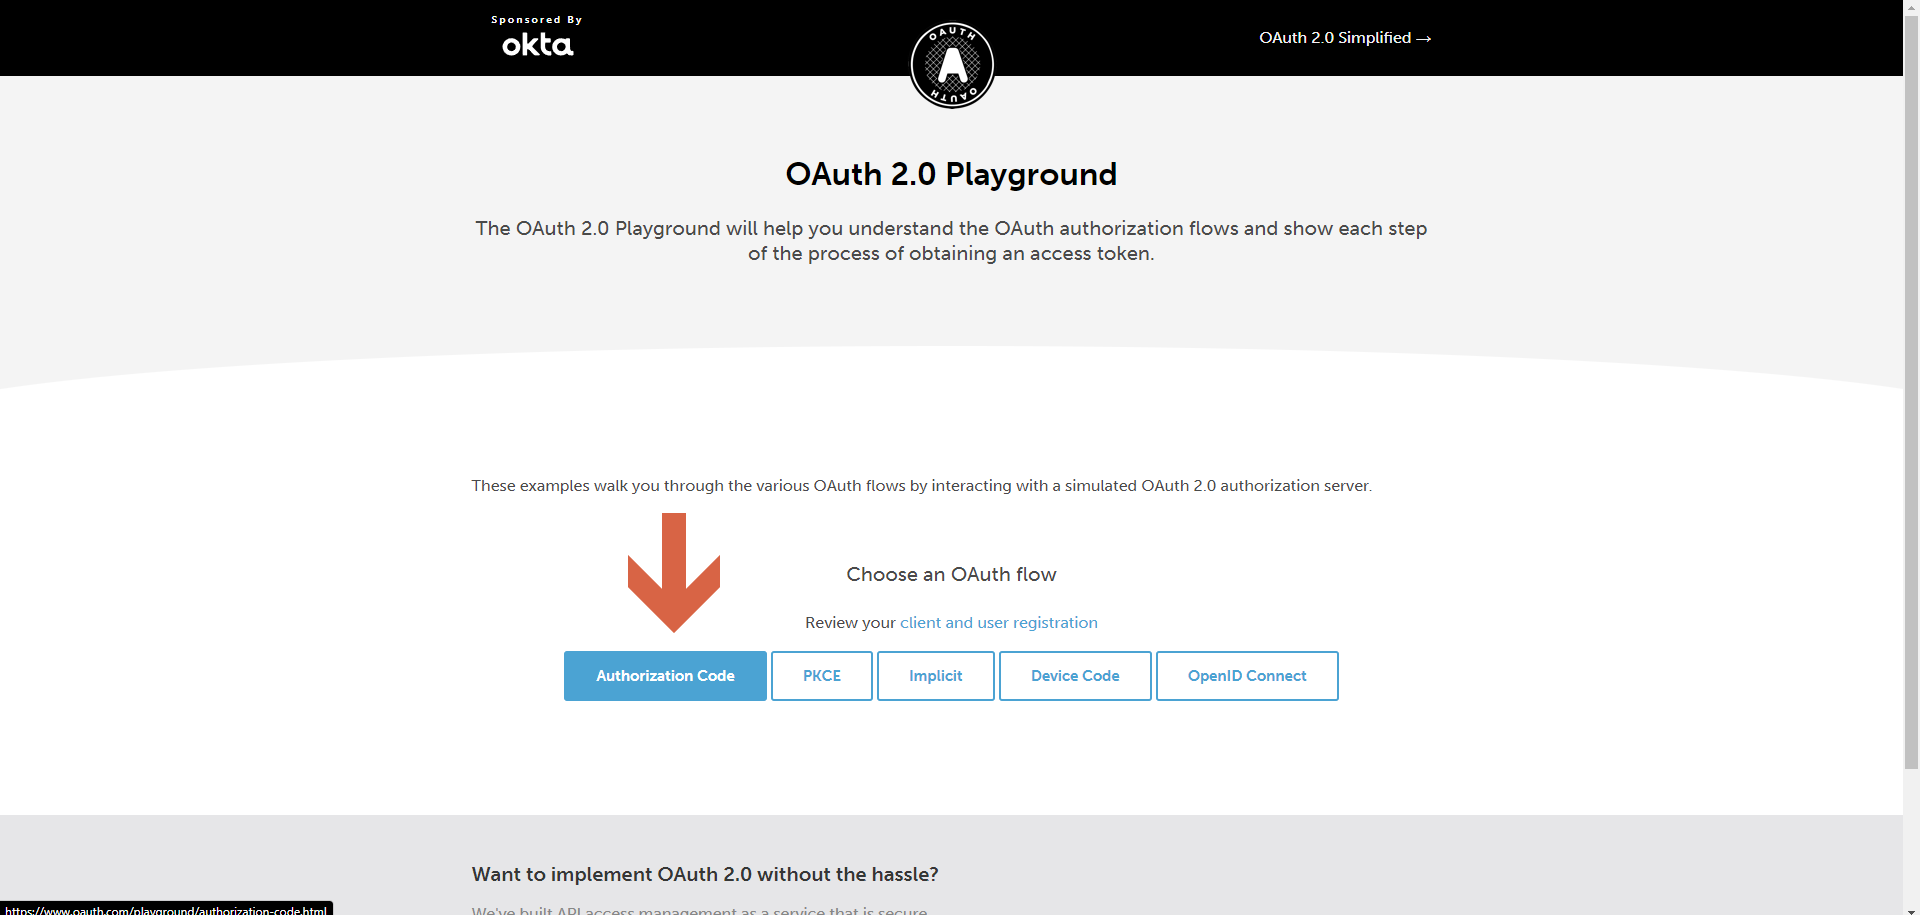 Sponsored By
okta
OAUTH
A
OAUTH
OAuth 2.0 Simplified →
OAuth 2.0 Playground
The OAuth 2.0 Playground will help you understand the OAuth authorization flows and show each step
of the process of obtaining an access token.
These examples walk you through the various OAuth flows by interacting with a simulated OAuth 2.0 authorization server.
Choose an OAuth flow
Review your client and user registration
Authorization Code
PKCE
Implicit
Device Code
OpenID Connect
Want to implement OAuth 2.0 without the hassle?
We've built API access management as a service that is secure,
https://www.oauth.com/playground/authorization-code.html